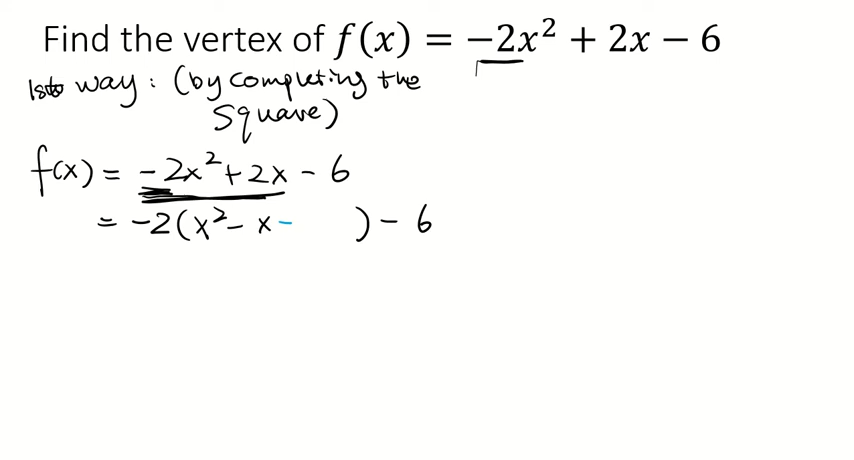 Find the vertex of f(x) = −2x² + 2x − 6
1st way : (by completing the
square)
f(x) = -2x² + 2x - 6
= -2(x² - x - ) - 6